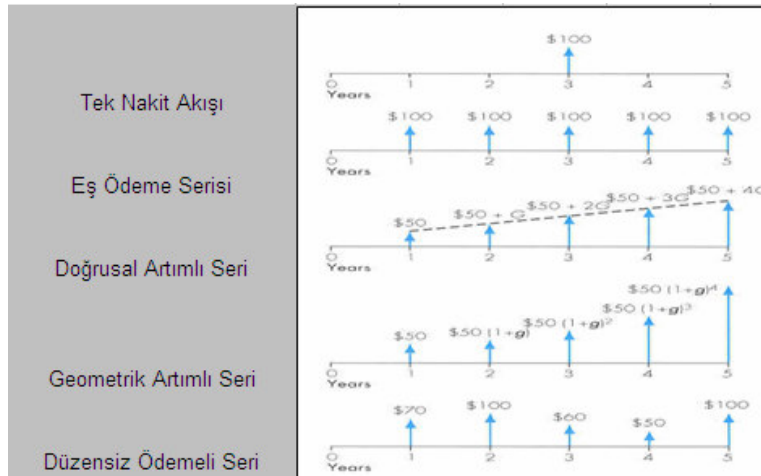 $100
0 1 2 3 4 5
Years
Tek Nakit Akışı
$100 $100 $100 $100 $100
0 1 2 3 4 5
Years
Eş Ödeme Serisi
$50 $50 + G $50 + 2G $50 + 3G $50 + 4G
0 1 2 3 4 5
Years
Doğrusal Artımlı Seri
$50 $50 (1+g) $50 (1+g)² $50 (1+g)³ $50 (1+g)⁴
0 1 2 3 4 5
Years
Geometrik Artımlı Seri
$70 $100 $60 $50 $100
0 1 2 3 4 5
Years
Düzensiz Ödemeli Seri